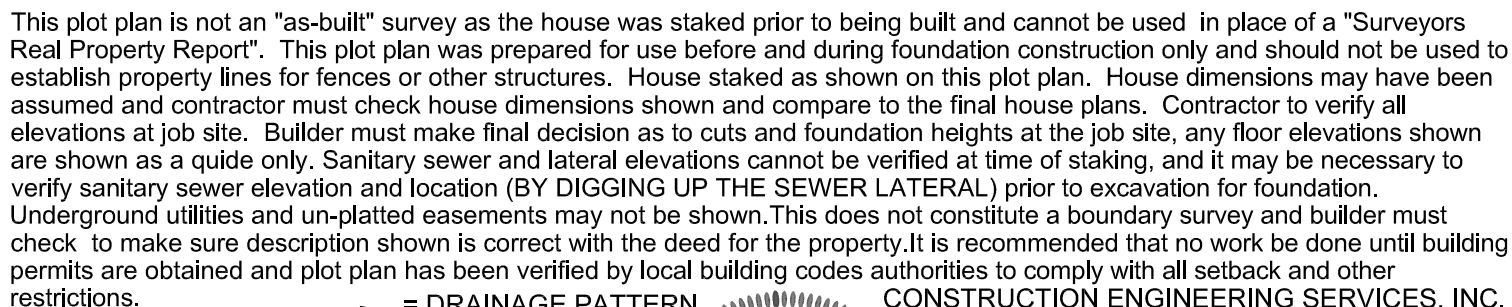 This plot plan is not an "as-built" survey as the house was staked prior to being built and cannot be used in place of a "Surveyors
Real Property Report". This plot plan was prepared for use before and during foundation construction only and should not be used to
establish property lines for fences or other structures. House staked as shown on this plot plan. House dimensions may have been
assumed and contractor must check house dimensions shown and compare to the final house plans. Contractor to verify all
elevations at job site. Builder must make final decision as to cuts and foundation heights at the job site, any floor elevations shown
are shown as a quide only. Sanitary sewer and lateral elevations cannot be verified at time of staking, and it may be necessary to
verify sanitary sewer elevation and location (BY DIGGING UP THE SEWER LATERAL) prior to excavation for foundation.
Underground utilities and un-platted easements may not be shown.This does not constitute a boundary survey and builder must
check to make sure description shown is correct with the deed for the property.It is recommended that no work be done until building
permits are obtained and plot plan has been verified by local building codes authorities to comply with all setback and other
restrictions.
= DRAINAGE PATTERN
CONSTRUCTION ENGINEERING SERVICES, INC.